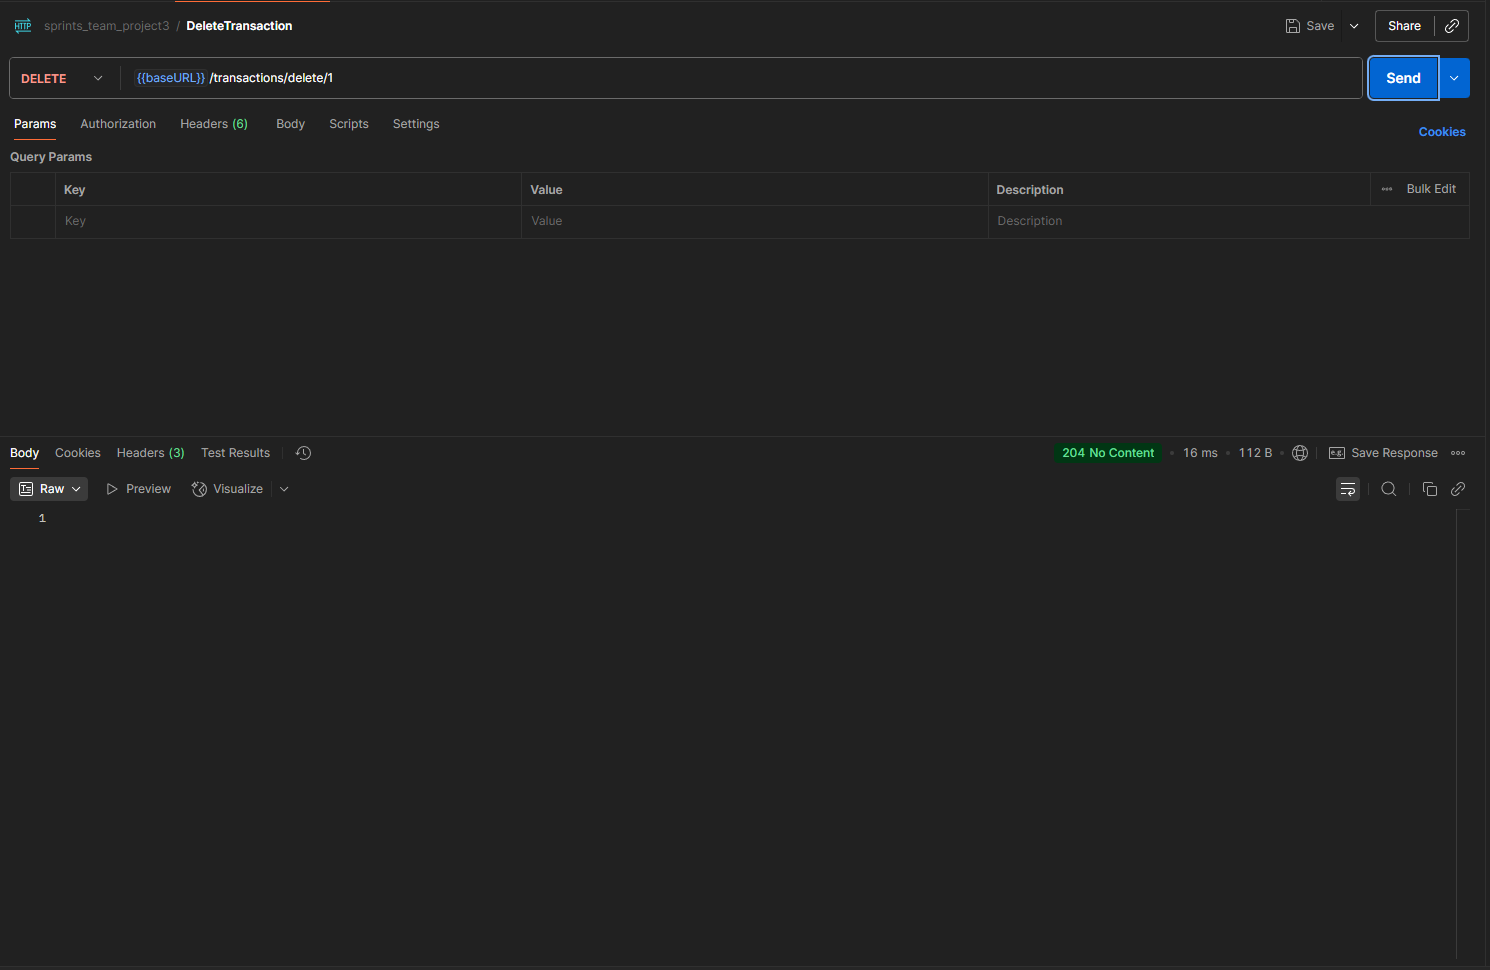 HTTP sprints_team_project3 / DeleteTransaction Save Share
DELETE {{baseURL}} /transactions/delete/1 Send
Params Authorization Headers (6) Body Scripts Settings Cookies
Query Params
Key Value Description Bulk Edit
Key Value Description
Body Cookies Headers (3) Test Results 204 No Content • 16 ms • 112 B • e.g. Save Response
Raw Preview Visualize
1